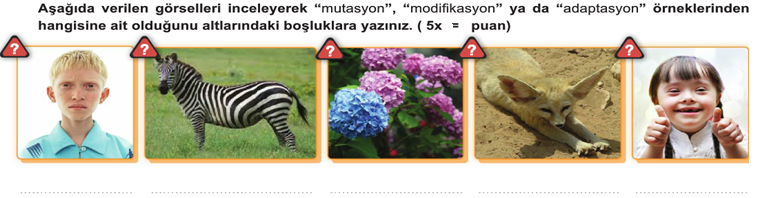 Aşağıda verilen görselleri inceleyerek “mutasyon”, “modifikasyon” ya da “adaptasyon” örneklerinden
hangisine ait olduğunu altlarındaki boşluklara yazınız. ( 5x = puan)
? ? ? ? ?